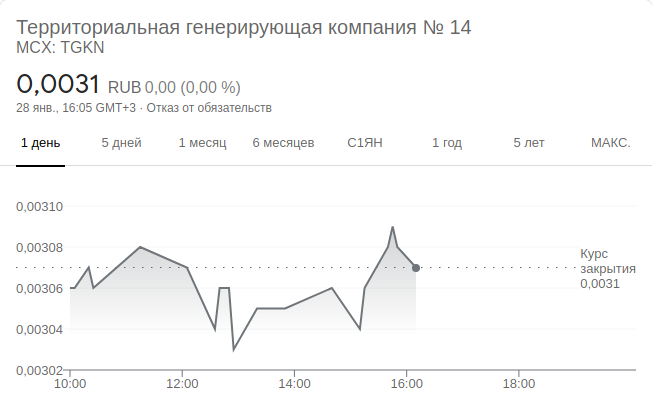 Территориальная генерирующая компания № 14
MCX: TGKN
0,0031 RUB 0,00 (0,00 %)
28 янв., 16:05 GMT+3 · Отказ от обязательств
1 день 5 дней 1 месяц 6 месяцев С1ЯН 1 год 5 лет МАКС.
0,00310
0,00308
Курс
закрытия
0,0031
0,00306
0,00304
0,00302
10:00 12:00 14:00 16:00 18:00